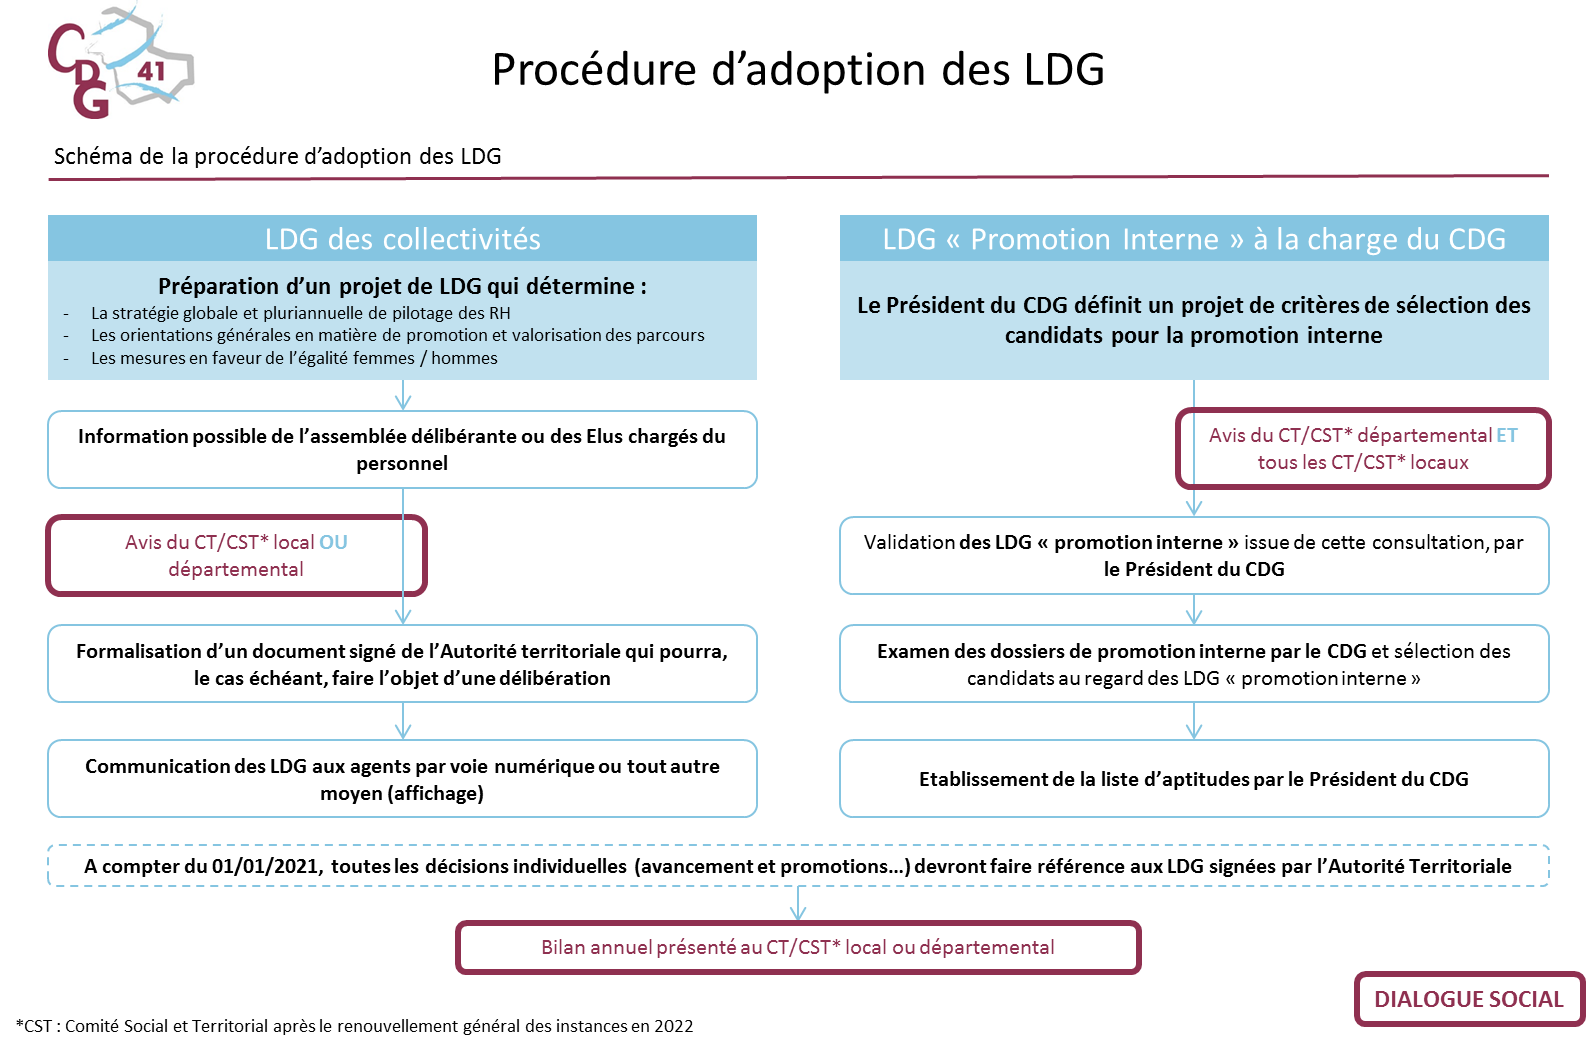 CDG 41
Procédure d’adoption des LDG
Schéma de la procédure d’adoption des LDG
LDG des collectivités
Préparation d’un projet de LDG qui détermine :
- La stratégie globale et pluriannuelle de pilotage des RH
- Les orientations générales en matière de promotion et valorisation des parcours
- Les mesures en faveur de l’égalité femmes / hommes
Information possible de l’assemblée délibérante ou des Elus chargés du
personnel
Avis du CT/CST* local OU
départemental
Formalisation d’un document signé de l’Autorité territoriale qui pourra,
le cas échéant, faire l’objet d’une délibération
Communication des LDG aux agents par voie numérique ou tout autre
moyen (affichage)
LDG « Promotion Interne » à la charge du CDG
Le Président du CDG définit un projet de critères de sélection des
candidats pour la promotion interne
Avis du CT/CST* départemental ET
tous les CT/CST* locaux
Validation des LDG « promotion interne » issue de cette consultation, par
le Président du CDG
Examen des dossiers de promotion interne par le CDG et sélection des
candidats au regard des LDG « promotion interne »
Etablissement de la liste d’aptitudes par le Président du CDG
A compter du 01/01/2021, toutes les décisions individuelles (avancement et promotions…) devront faire référence aux LDG signées par l’Autorité Territoriale
Bilan annuel présenté au CT/CST* local ou départemental
DIALOGUE SOCIAL
*CST : Comité Social et Territorial après le renouvellement général des instances en 2022